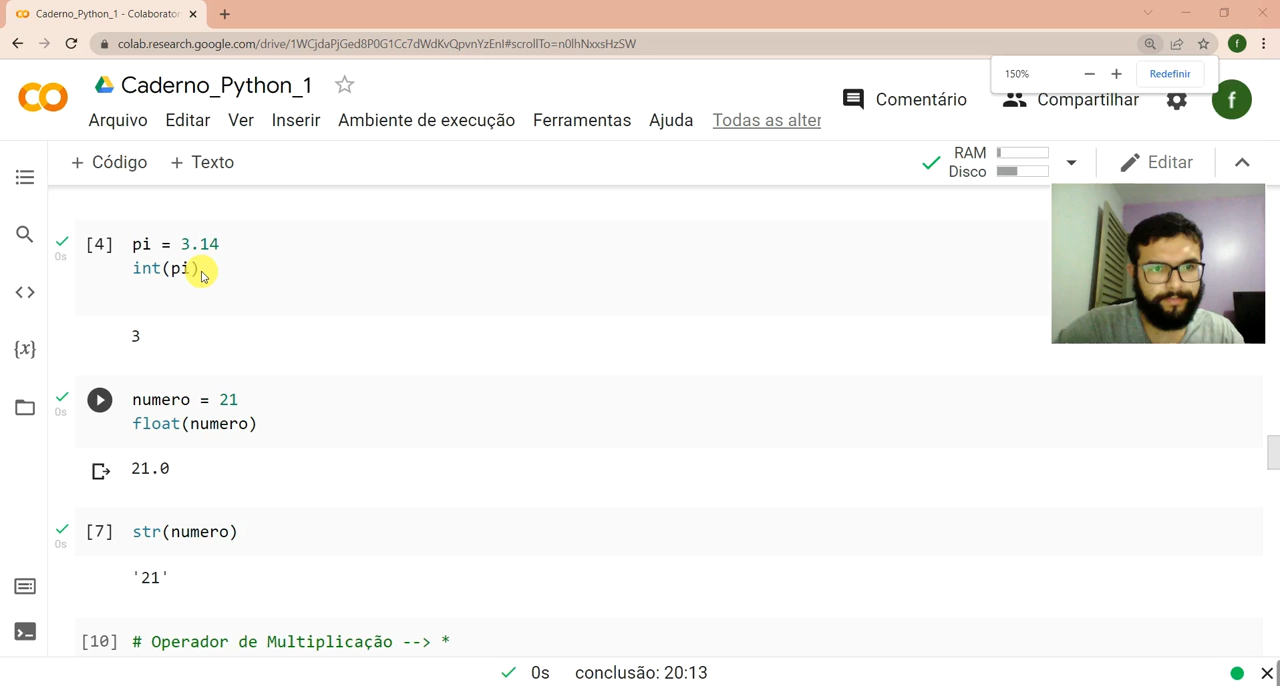 Caderno_Python_1 - Colaborator
colab.research.google.com/drive/1WCjdaPjGed8P0G1Cc7dWdKvQpvnYzEnI#scrollTo=n0lhNxxsHzSW
f
150%
Redefinir
Caderno_Python_1
Comentário
Compartilhar
f
Arquivo Editar Ver Inserir Ambiente de execução Ferramentas Ajuda Todas as alter
+ Código + Texto
RAM
Disco
Editar
[4] pi = 3.14
0s
int(pi)
3
{x}
numero = 21
0s
float(numero)
21.0
[7] str(numero)
0s
'21'
[10] # Operador de Multiplicação --> *
0s conclusão: 20:13